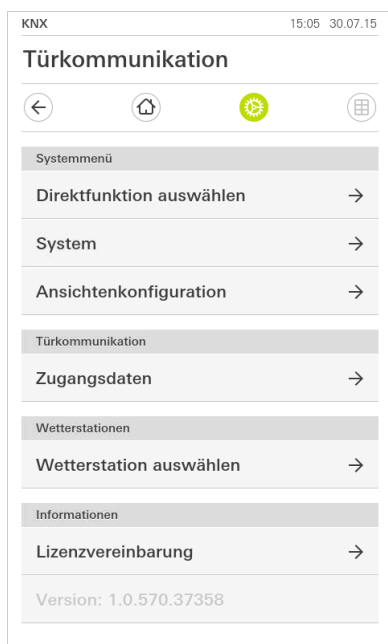 KNX 15:05 30.07.15
Türkommunikation
Systemmenü
Direktfunktion auswählen
System
Ansichtenkonfiguration
Türkommunikation
Zugangsdaten
Wetterstationen
Wetterstation auswählen
Informationen
Lizenzvereinbarung
Version: 1.0.570.37358